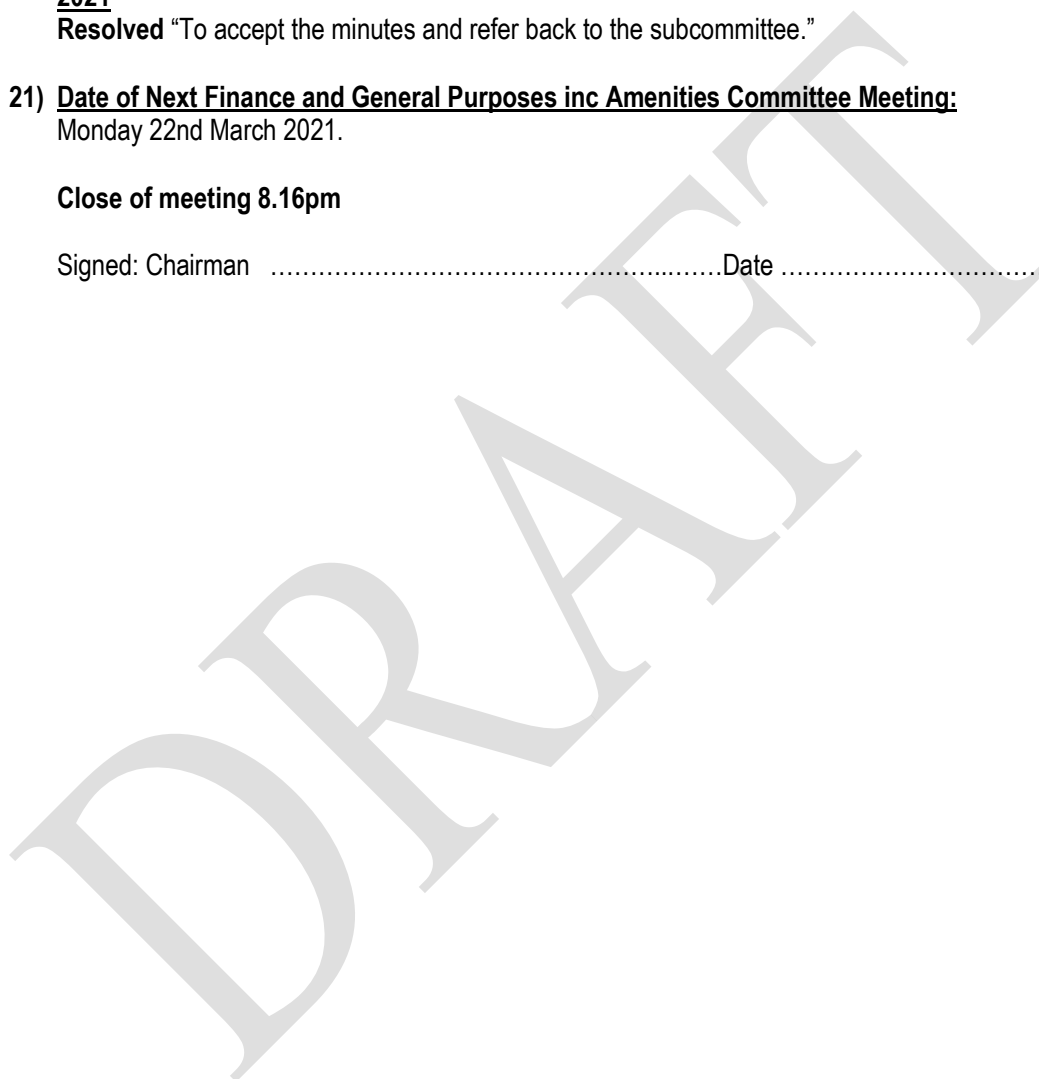 2021
Resolved “To accept the minutes and refer back to the subcommittee.”
21) Date of Next Finance and General Purposes inc Amenities Committee Meeting:
Monday 22nd March 2021.
Close of meeting 8.16pm
Signed: Chairman …………………………………………...……Date ……………………………
DRAFT